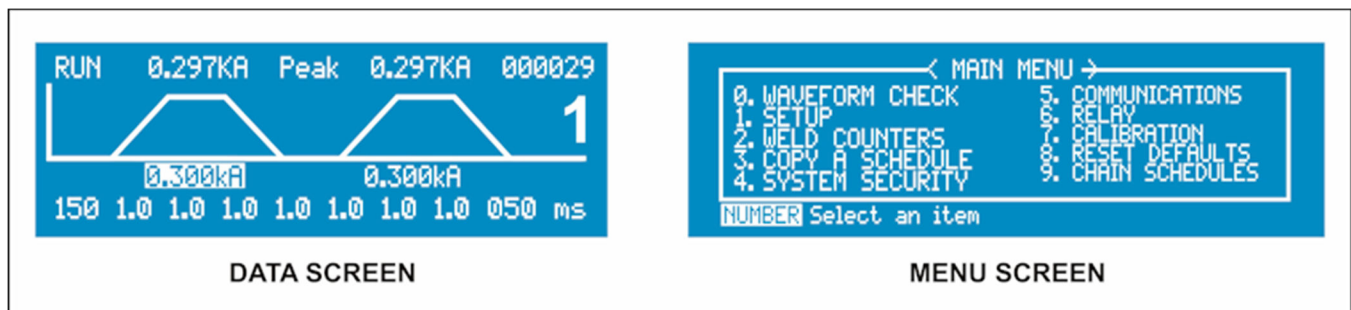 RUN 0.297KA Peak 0.297KA 000029
1
0.300kA 0.300kA
150 1.0 1.0 1.0 1.0 1.0 1.0 1.0 050 ms
DATA SCREEN
MAIN MENU
0. WAVEFORM CHECK
1. SETUP
2. WELD COUNTERS
3. COPY A SCHEDULE
4. SYSTEM SECURITY
5. COMMUNICATIONS
6. RELAY
7. CALIBRATION
8. RESET DEFAULTS
9. CHAIN SCHEDULES
NUMBER Select an item
MENU SCREEN